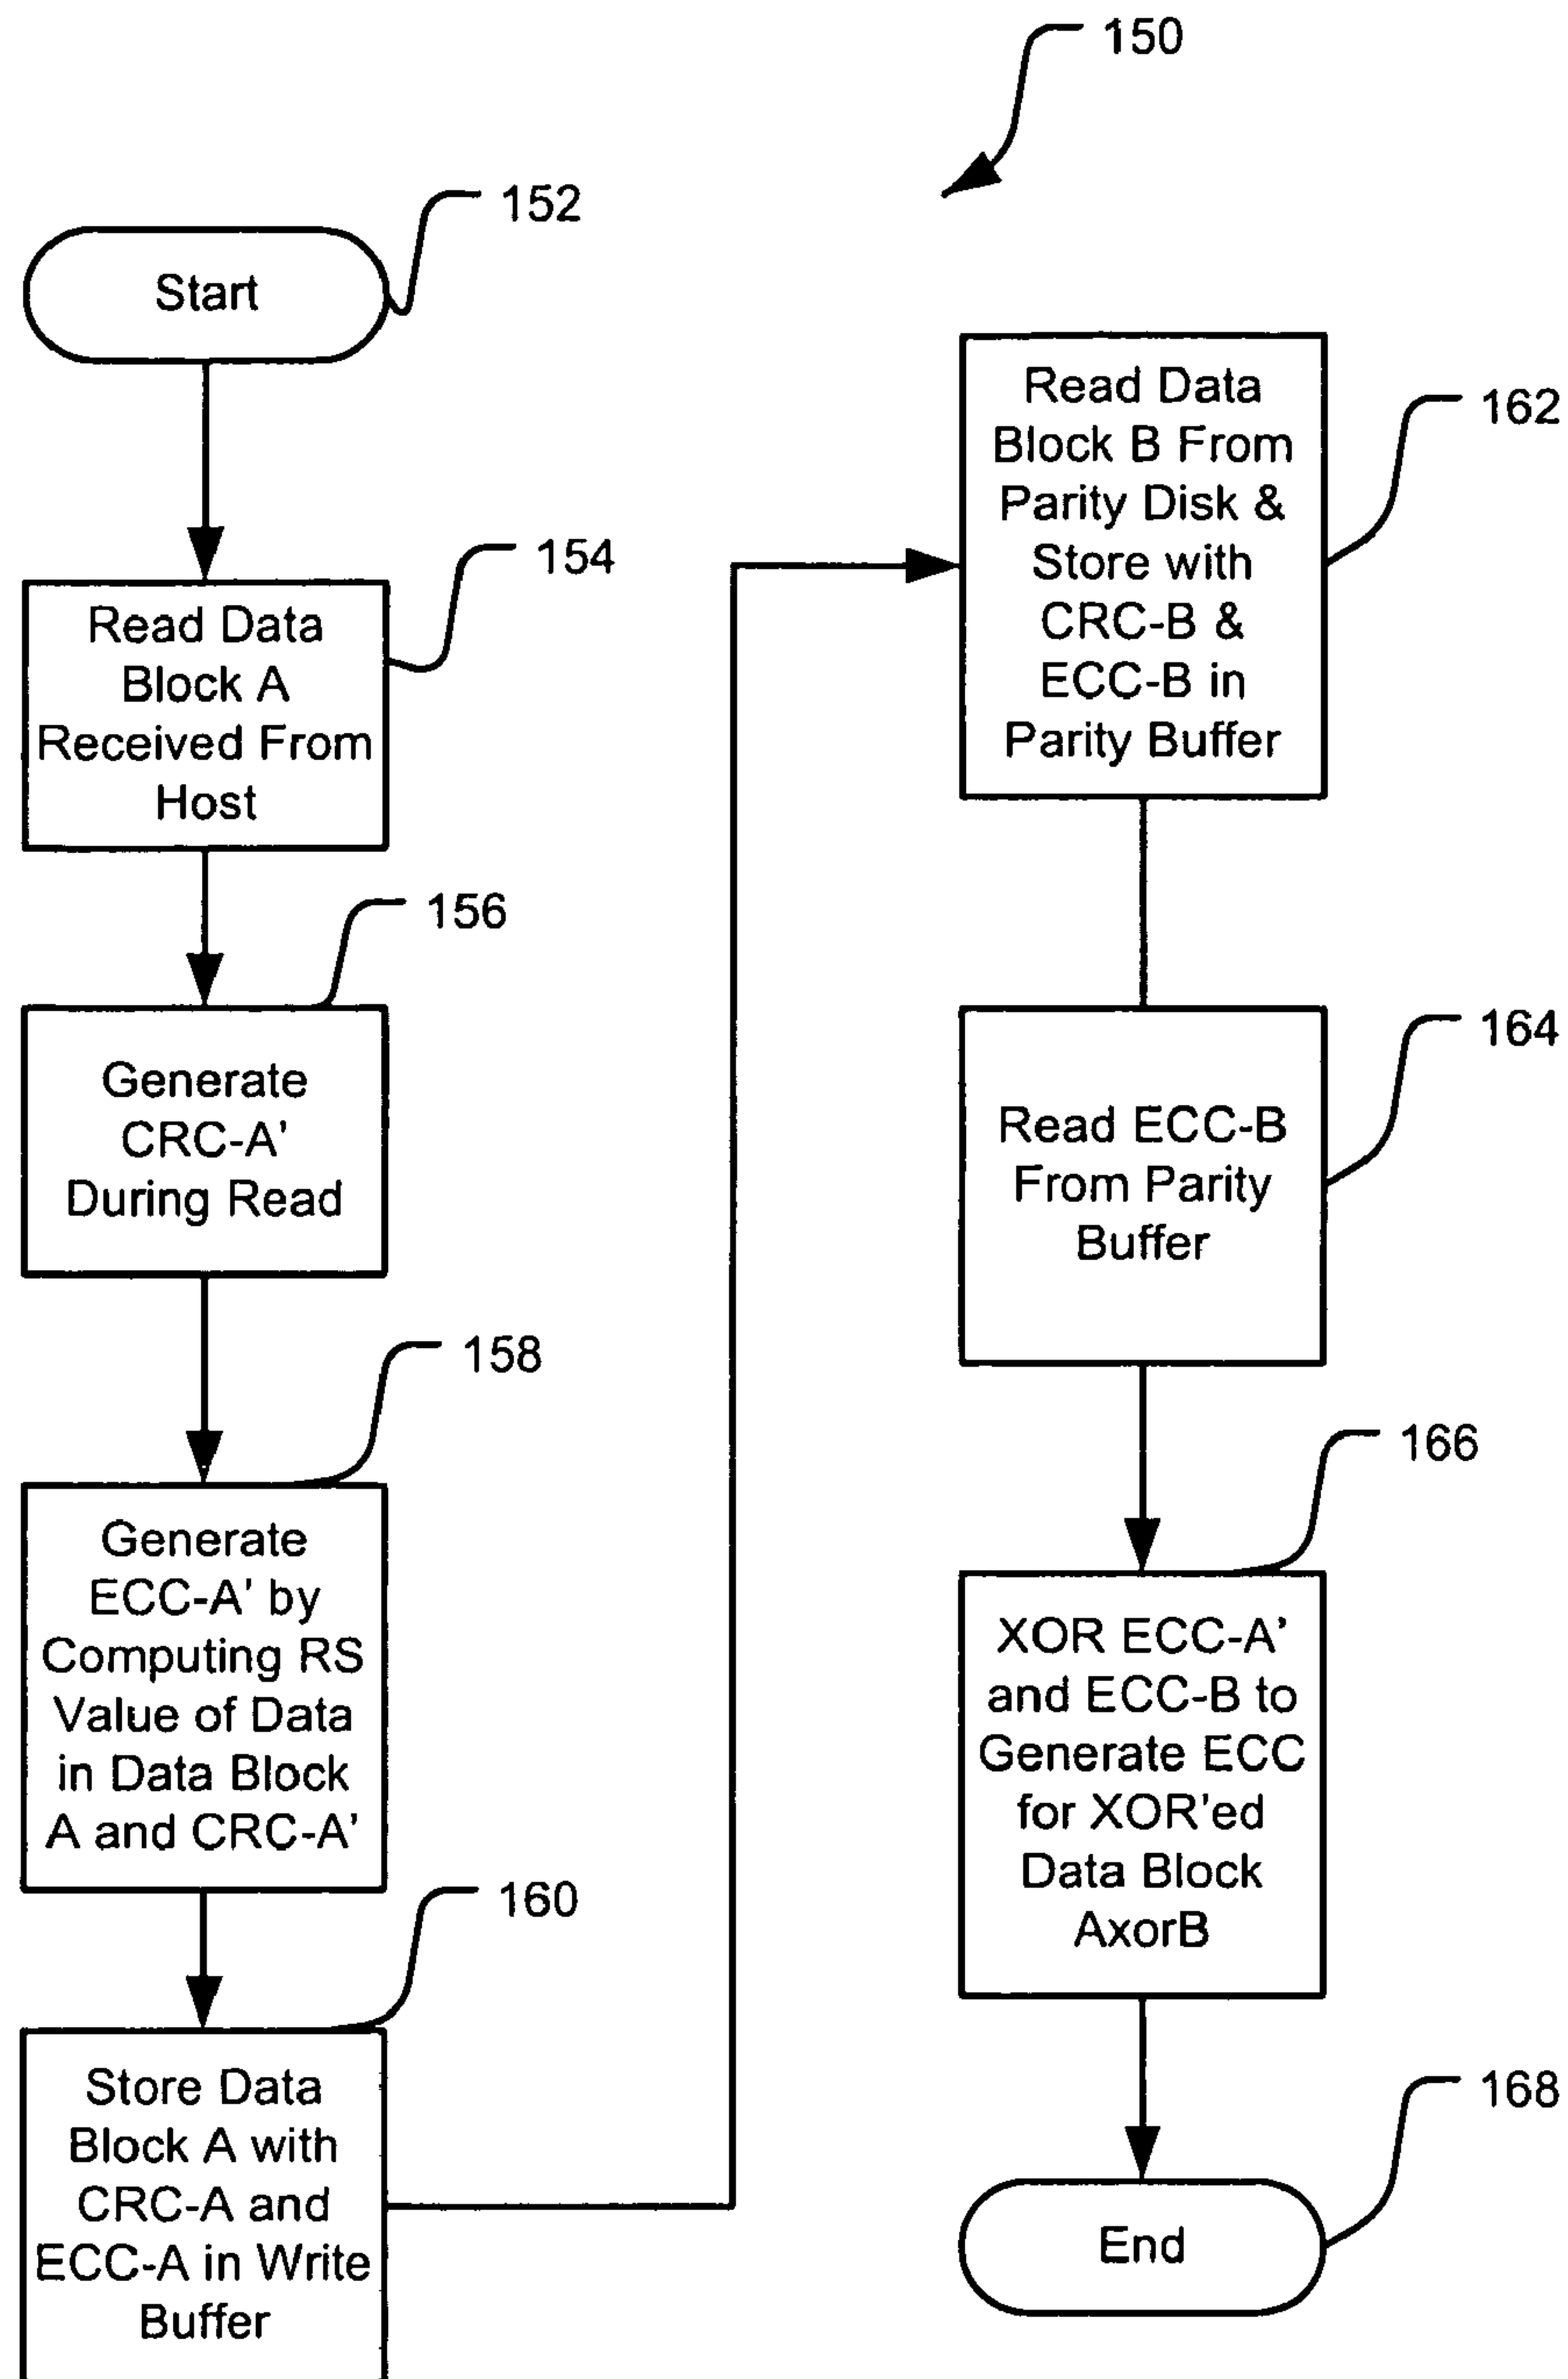 150
152
Start
154
Read Data
Block A
Received From
Host
156
Generate
CRC-A'
During Read
158
Generate
ECC-A' by
Computing RS
Value of Data
in Data Block
A and CRC-A'
160
Store Data
Block A with
CRC-A and
ECC-A in Write
Buffer
162
Read Data
Block B From
Parity Disk &
Store with
CRC-B &
ECC-B in
Parity Buffer
164
Read ECC-B
From Parity
Buffer
166
XOR ECC-A'
and ECC-B to
Generate ECC
for XOR'ed
Data Block
AxorB
168
End